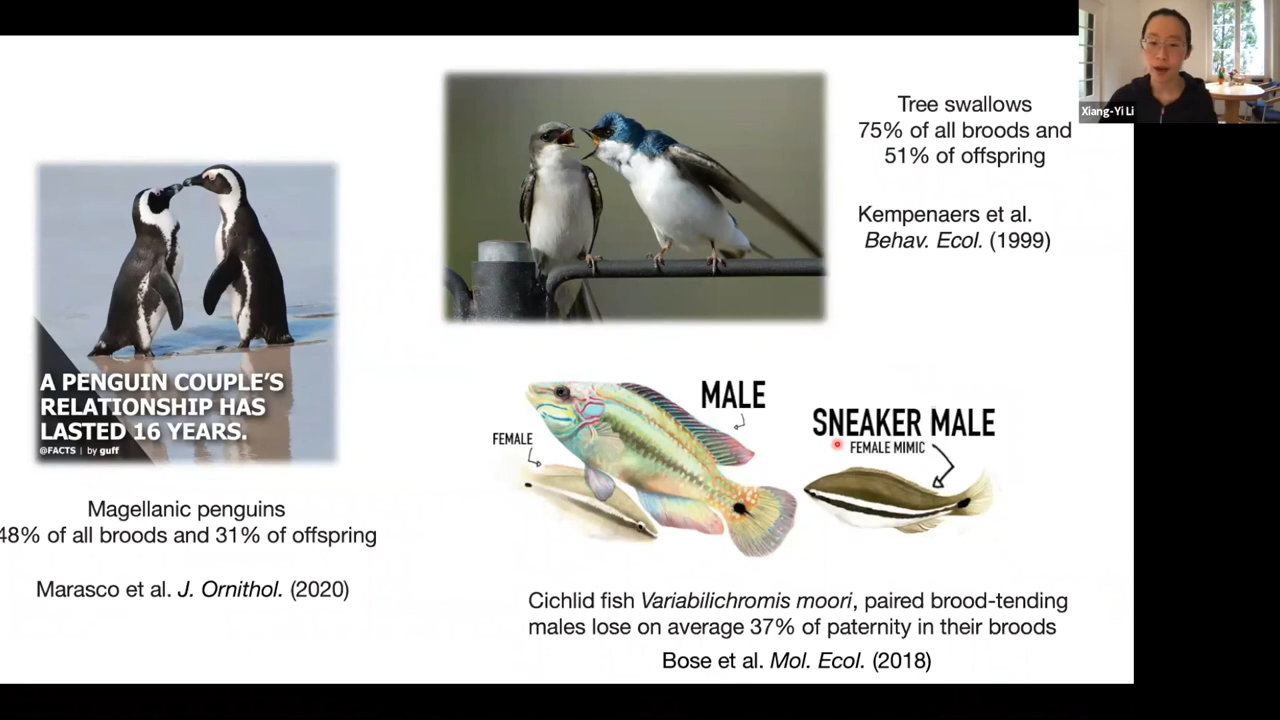 Xiang-Yi Li
Tree swallows
75% of all broods and
51% of offspring
Kempenaers et al.
Behav. Ecol. (1999)
A PENGUIN COUPLE'S
RELATIONSHIP HAS
LASTED 16 YEARS.
@FACTS | by guff
Magellanic penguins
48% of all broods and 31% of offspring
Marasco et al. J. Ornithol. (2020)
MALE
FEMALE
SNEAKER MALE
FEMALE MIMIC
Cichlid fish Variabilichromis moori, paired brood-tending
males lose on average 37% of paternity in their broods
Bose et al. Mol. Ecol. (2018)